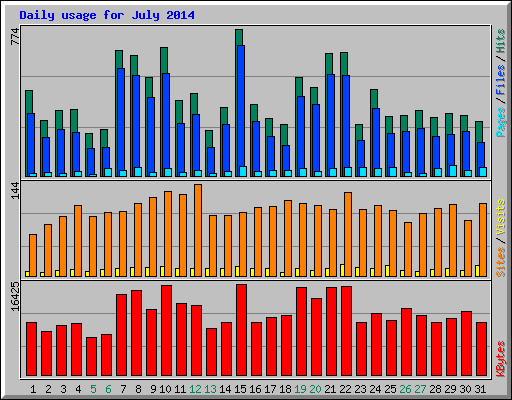 Daily usage for July 2014
774
Pages / Files / Hits
144
Sites / Visits
16425
KBytes
1 2 3 4 5 6 7 8 9 10 11 12 13 14 15 16 17 18 19 20 21 22 23 24 25 26 27 28 29 30 31